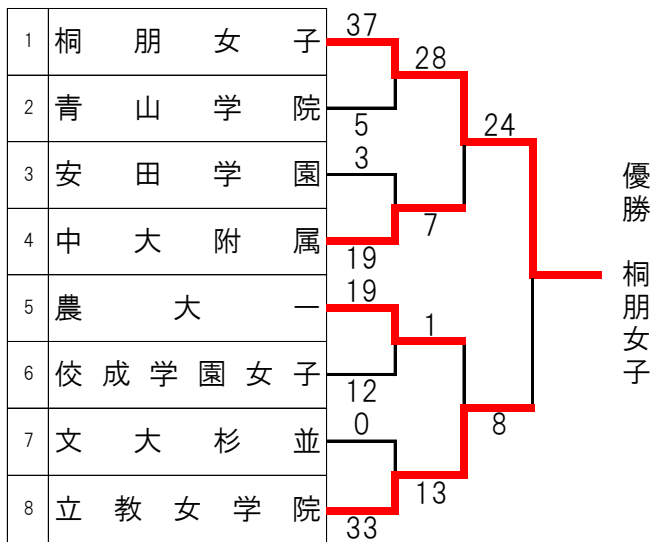 1 桐朋女子 37
28
2 青山学院 5
24
3 安田学園 3
7
4 中大附属 19
5 農大一 19
1
6 佼成学園女子 12
8
7 文大杉並 0
13
8 立教女学院 33
優勝 桐朋女子